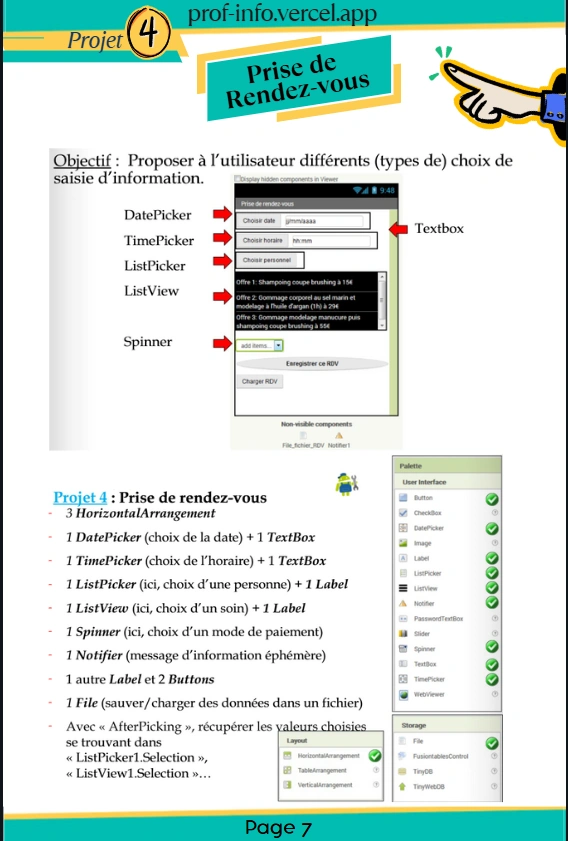 prof-info.vercel.app
Projet 4
Prise de
Rendez-vous
Objectif : Proposer à l'utilisateur différents (types de) choix de
saisie d'information.
Display hidden components in Viewer
9:48
Prise de rendez-vous
DatePicker
Choisir date
jj/mm/aaaa
Textbox
TimePicker
Choisir horaire
hh:mm
ListPicker
Choisir personnel
ListView
Offre 1: Shampoing coupe brushing à 15€
Offre 2: Gommage corporel au sel marin et
modelage à l'huile d'argan (1h) à 29€
Offre 3: Gommage modelage manucure puis
shampoing coupe brushing à 55€
Spinner
add items...
Enregistrer ce RDV
Charger RDV
Non-visible components
File_fichier_RDV Notifier1
Projet 4 : Prise de rendez-vous
- 3 HorizontalArrangement
- 1 DatePicker (choix de la date) + 1 TextBox
- 1 TimePicker (choix de l'horaire) + 1 TextBox
- 1 ListPicker (ici, choix d'une personne) + 1 Label
- 1 ListView (ici, choix d'un soin) + 1 Label
- 1 Spinner (ici, choix d'un mode de paiement)
- 1 Notifier (message d'information éphémère)
- 1 autre Label et 2 Buttons
- 1 File (sauver/charger des données dans un fichier)
- Avec « AfterPicking », récupérer les valeurs choisies
se trouvant dans
« ListPicker1.Selection »,
« ListView1.Selection »…
Palette
User Interface
Button
CheckBox
DatePicker
Image
Label
ListPicker
ListView
Notifier
PasswordTextBox
Slider
Spinner
TextBox
TimePicker
WebViewer
Layout
HorizontalArrangement
TableArrangement
VerticalArrangement
Storage
File
FusiontablesControl
TinyDB
TinyWebDB
Page 7